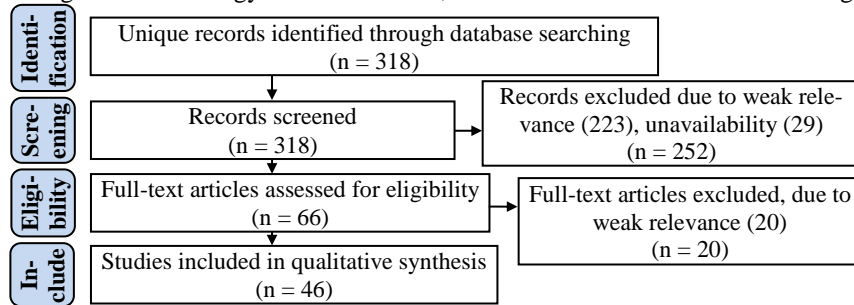 Identi-
fication
Unique records identified through database searching
(n = 318)
Scre-
ening
Records screened
(n = 318)
Records excluded due to weak rele-
vance (223), unavailability (29)
(n = 252)
Eligi-
bility
Full-text articles assessed for eligibility
(n = 66)
Full-text articles excluded, due to
weak relevance (20)
(n = 20)
In-
clude
Studies included in qualitative synthesis
(n = 46)